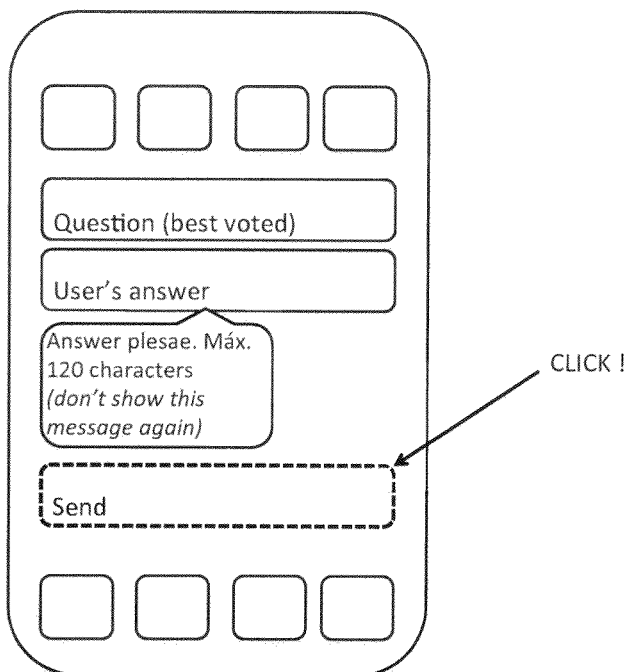 Question (best voted)
User's answer
Answer plesae. Máx.
120 characters
(don't show this
message again)
CLICK !
Send